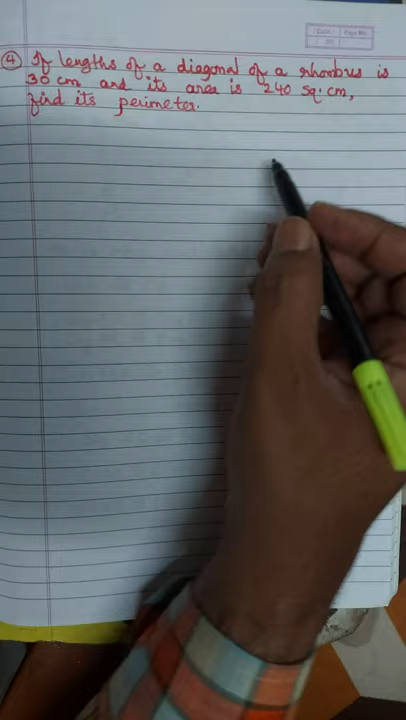 ④ If lengths of a diagonal of a rhombus is
30 cm and its area is 240 sq. cm,
find its perimeter.